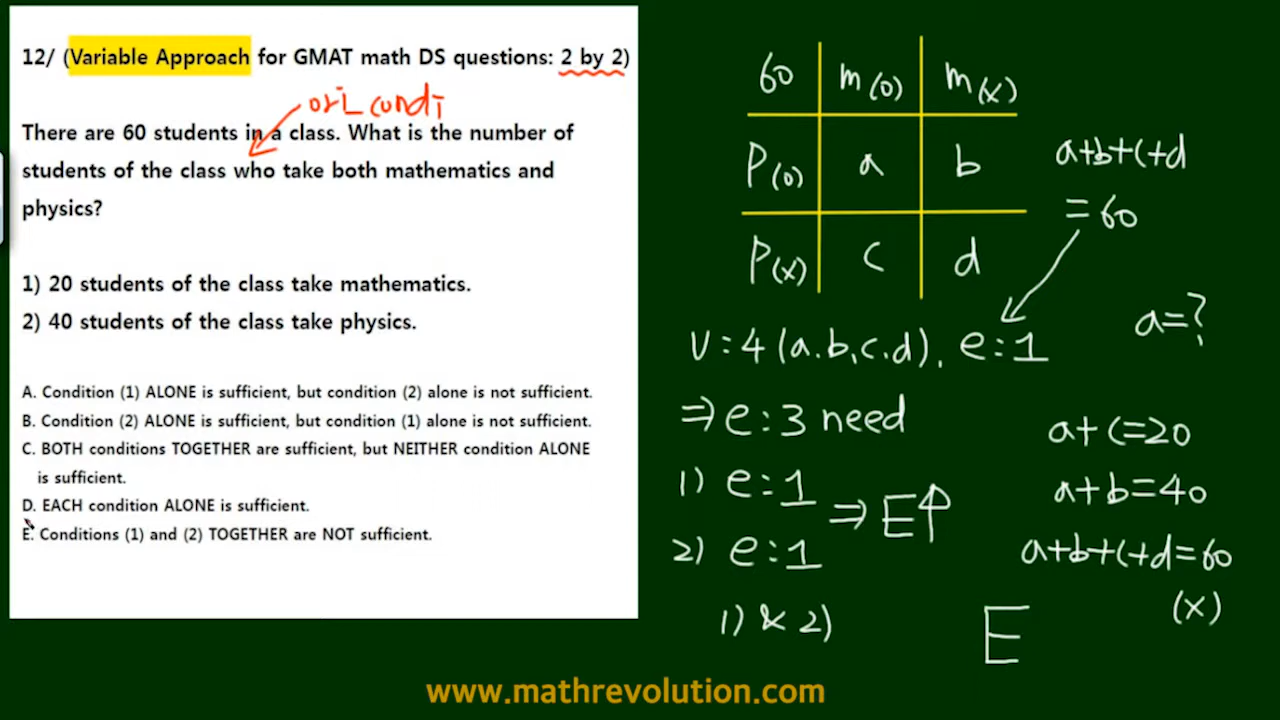 12/ (Variable Approach for GMAT math DS questions: 2 by 2)
ori condi
There are 60 students in a class. What is the number of
students of the class who take both mathematics and
physics?
1) 20 students of the class take mathematics.
2) 40 students of the class take physics.
A. Condition (1) ALONE is sufficient, but condition (2) alone is not sufficient.
B. Condition (2) ALONE is sufficient, but condition (1) alone is not sufficient.
C. BOTH conditions TOGETHER are sufficient, but NEITHER condition ALONE
is sufficient.
D. EACH condition ALONE is sufficient.
E. Conditions (1) and (2) TOGETHER are NOT sufficient.
60 m(0) m(x)
P(0) a b
P(x) c d
a+b+c+d
=60
a=?
v:4(a.b,c.d), e:1
⇒e:3 need
1) e:1
⇒E↑
2) e:1
1) & 2)
a+c=20
a+b=40
a+b+c+d=60
(x)
E
www.mathrevolution.com